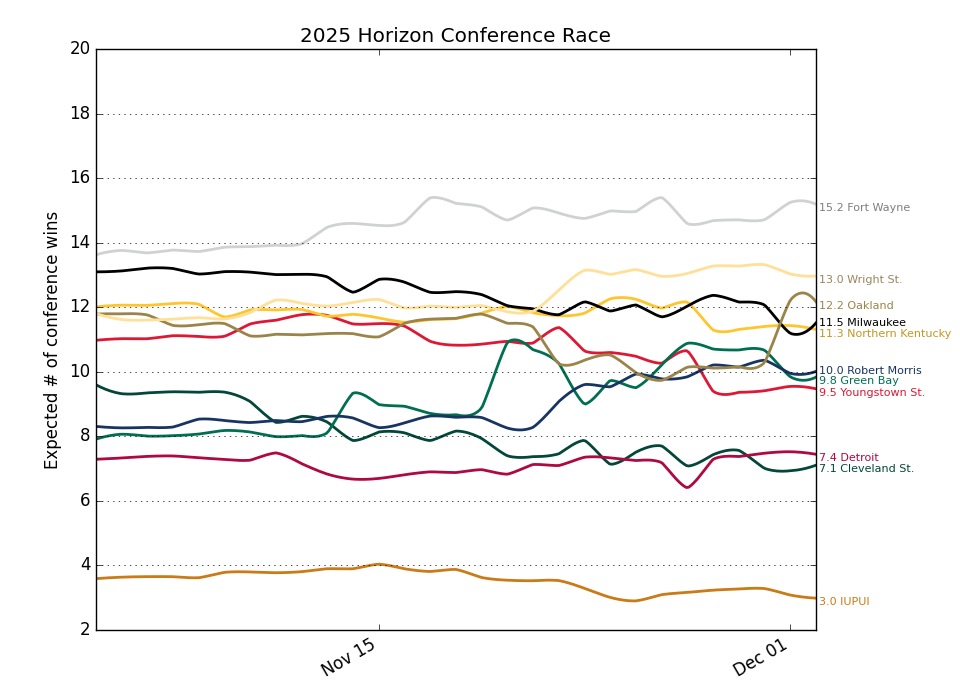 2025 Horizon Conference Race
Expected # of conference wins
20
18
16
14
12
10
8
6
4
2
15.2 Fort Wayne
13.0 Wright St.
12.2 Oakland
11.5 Milwaukee
11.3 Northern Kentucky
10.0 Robert Morris
9.8 Green Bay
9.5 Youngstown St.
7.4 Detroit
7.1 Cleveland St.
3.0 IUPUI
Nov 15
Dec 01